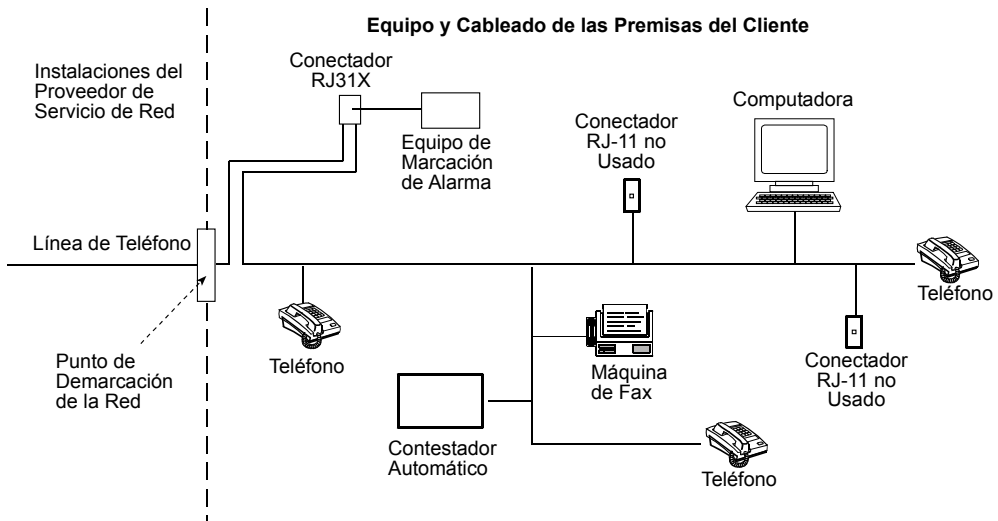 Equipo y Cableado de las Premisas del Cliente
Instalaciones del
Proveedor de
Servicio de Red
Conectador
RJ31X
Equipo de
Marcación
de Alarma
Conectador
RJ-11 no
Usado
Computadora
Línea de Teléfono
Teléfono
Punto de
Demarcación
de la Red
Teléfono
Máquina
de Fax
Conectador
RJ-11 no
Usado
Contestador
Automático
Teléfono